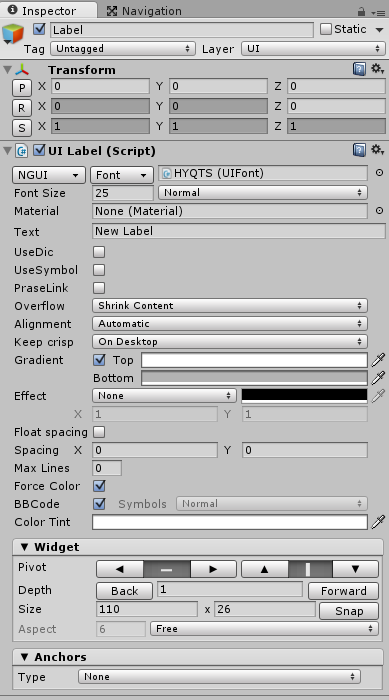 Inspector Navigation
Label Static
Tag Untagged Layer UI
Transform
P X 0 Y 0 Z 0
R X 0 Y 0 Z 0
S X 1 Y 1 Z 1
UI Label (Script)
NGUI Font HYQTS (UIFont)
Font Size 25 Normal
Material None (Material)
Text New Label
UseDic
UseSymbol
PraseLink
Overflow Shrink Content
Alignment Automatic
Keep crisp On Desktop
Gradient Top
Bottom
Effect None
X 1 Y 1
Float spacing
Spacing X 0 Y 0
Max Lines 0
Force Color
BBCode Symbols Normal
Color Tint
Widget
Pivot
Depth Back 1 Forward
Size 110 x 26 Snap
Aspect 6 Free
Anchors
Type None